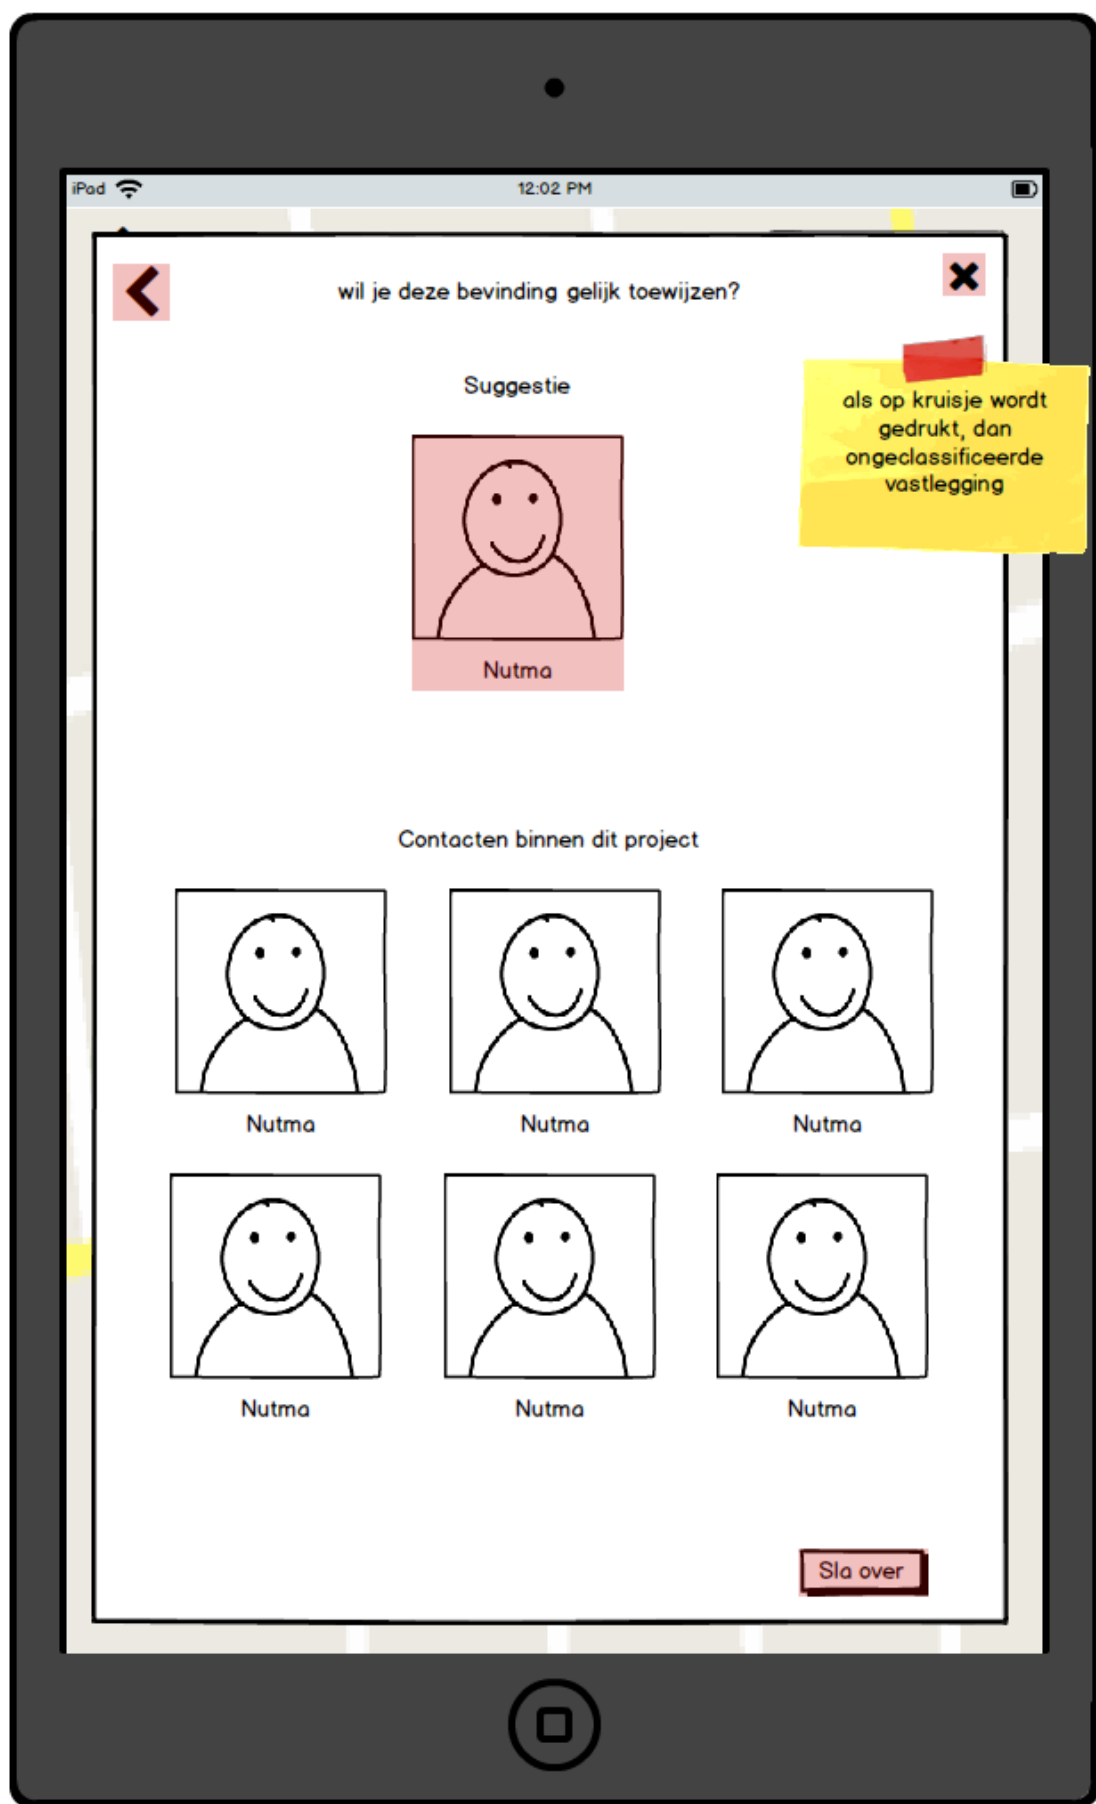 iPad
12:02 PM
wil je deze bevinding gelijk toewijzen?
Suggestie
als op kruisje wordt
gedrukt, dan
ongeclassificeerde
vastlegging
Nutma
Contacten binnen dit project
Nutma
Nutma
Nutma
Nutma
Nutma
Nutma
Sla over